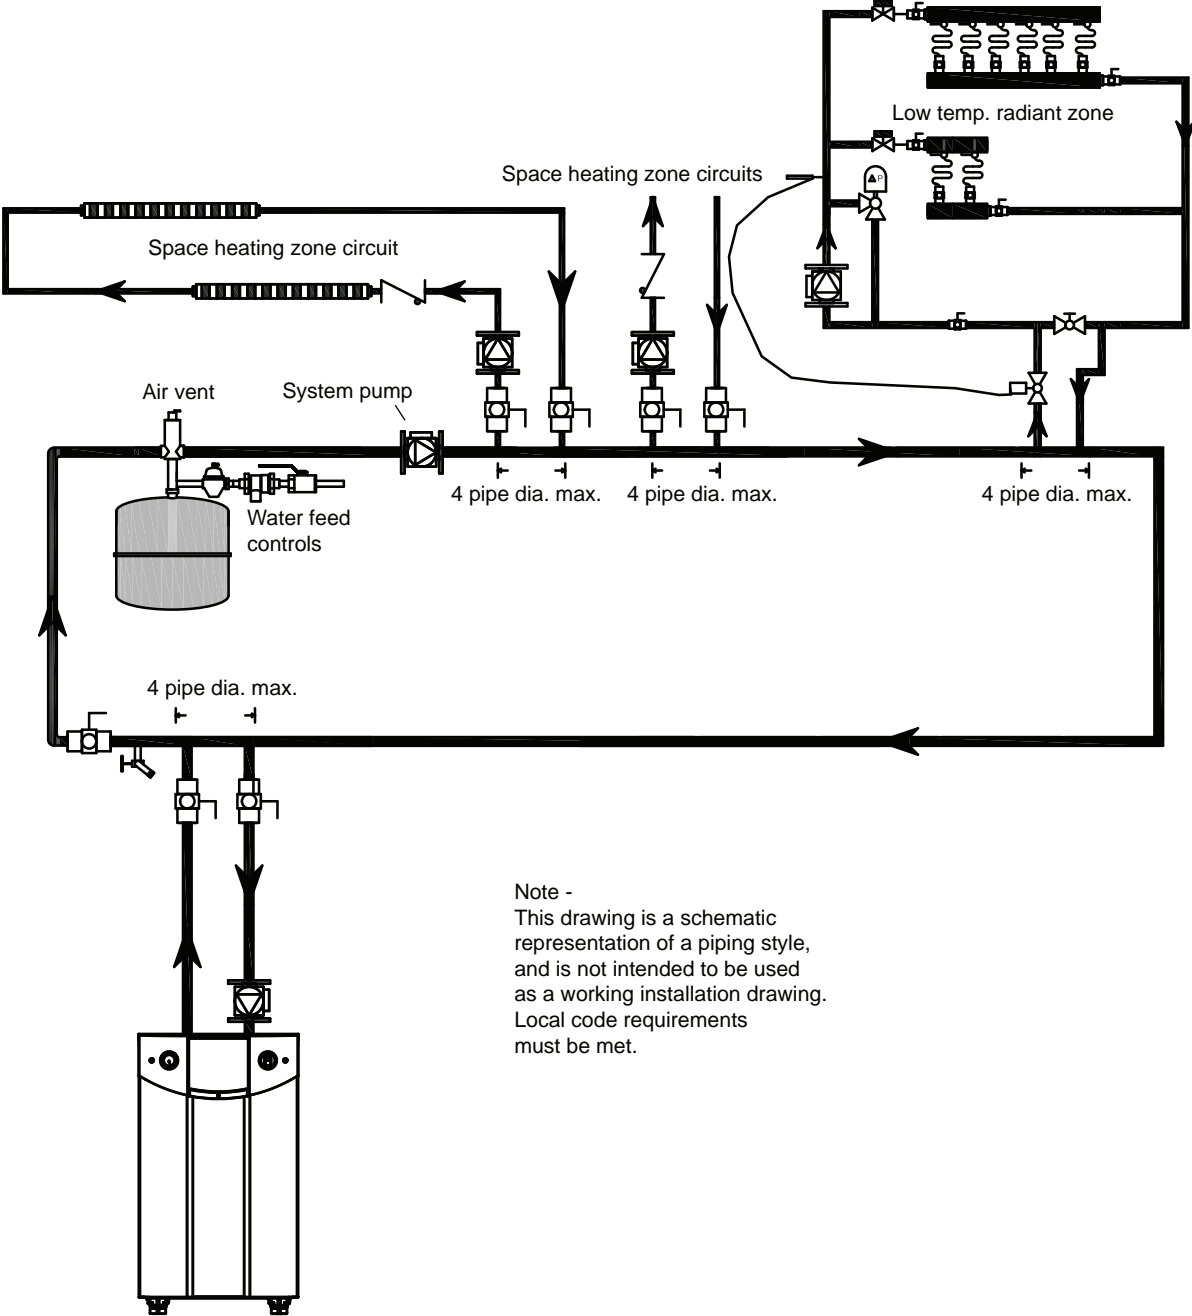 Low temp. radiant zone
Space heating zone circuits
P
Space heating zone circuit
Air vent
System pump
4 pipe dia. max.
4 pipe dia. max.
4 pipe dia. max.
Water feed
controls
4 pipe dia. max.
Note -
This drawing is a schematic
representation of a piping style,
and is not intended to be used
as a working installation drawing.
Local code requirements
must be met.